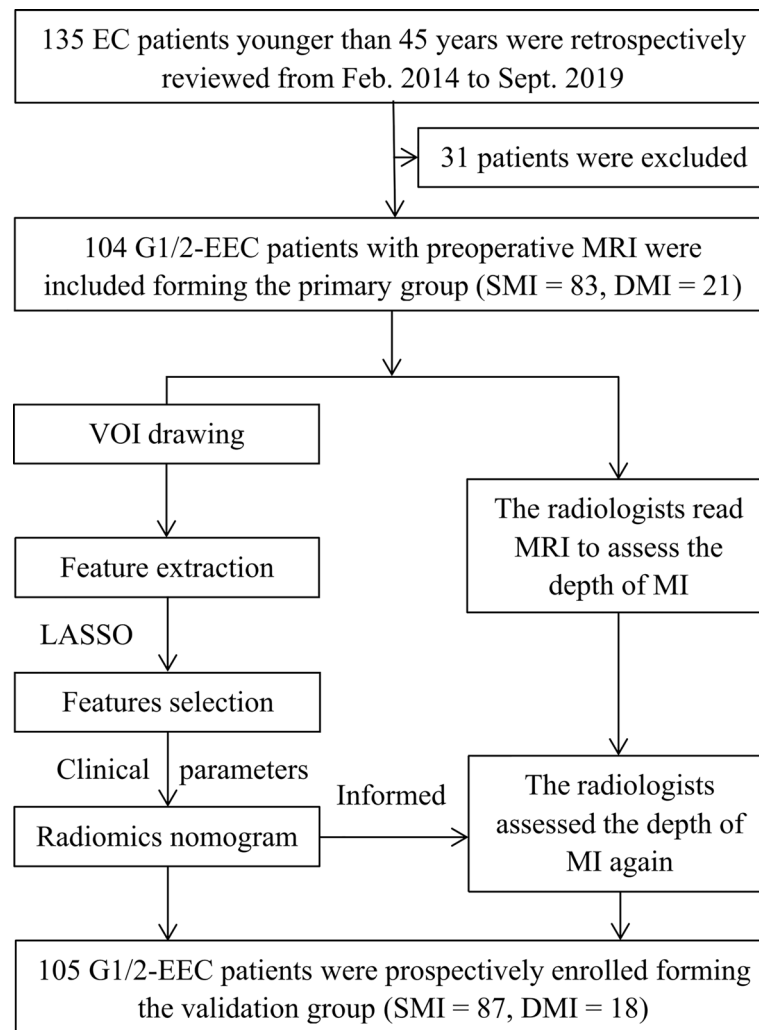 135 EC patients younger than 45 years were retrospectively
reviewed from Feb. 2014 to Sept. 2019
31 patients were excluded
104 G1/2-EEC patients with preoperative MRI were
included forming the primary group (SMI = 83, DMI = 21)
VOI drawing
Feature extraction
LASSO
Features selection
Clinical parameters
Radiomics nomogram
The radiologists read
MRI to assess the
depth of MI
Informed
The radiologists
assessed the depth of
MI again
105 G1/2-EEC patients were prospectively enrolled forming
the validation group (SMI = 87, DMI = 18)